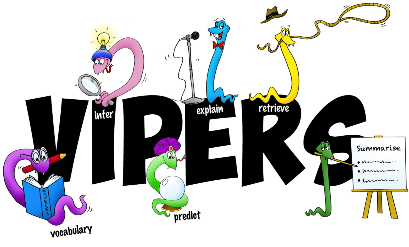 VIPERS
Infer
explain
retrieve
vocabulary
predict
Summarise